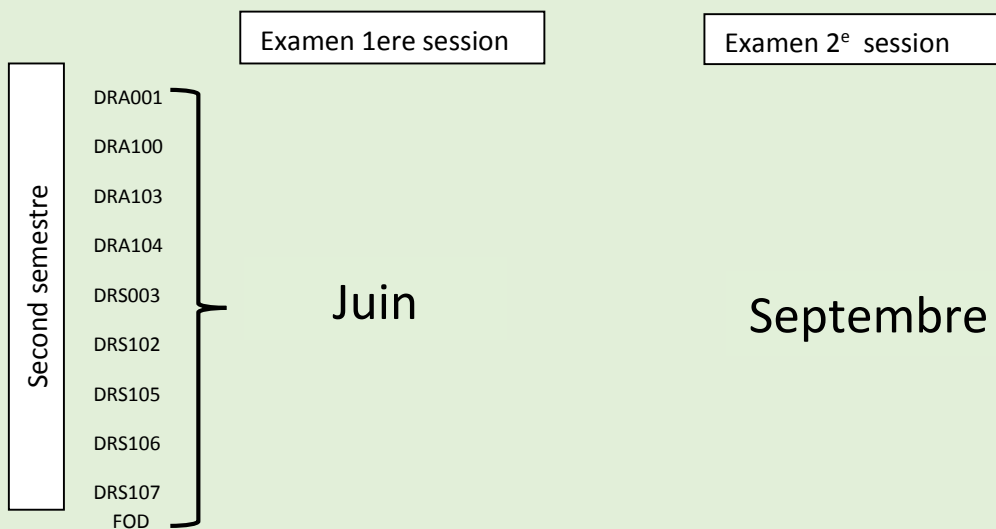 Examen 1ere session
Examen 2e session
Second semestre
DRA001
DRA100
DRA103
DRA104
DRS003
DRS102
DRS105
DRS106
DRS107
FOD
Juin
Septembre